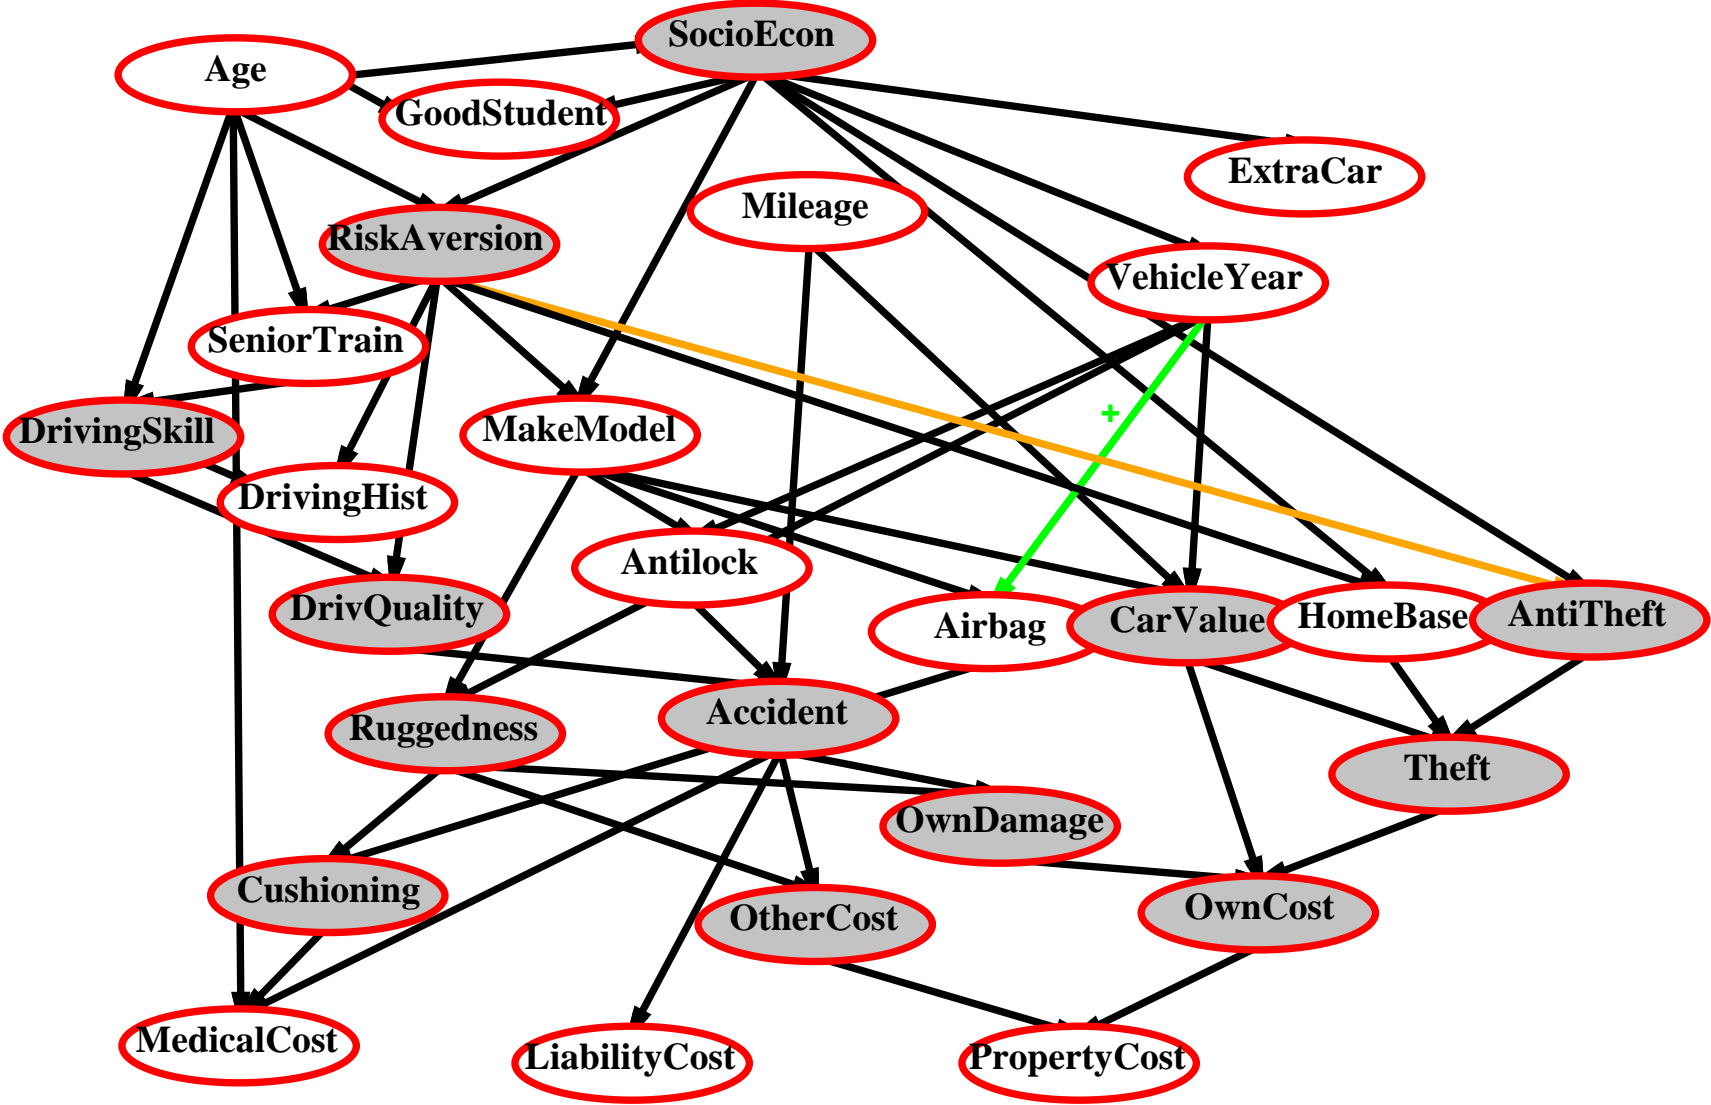 SocioEcon
Age
GoodStudent
ExtraCar
Mileage
RiskAversion
VehicleYear
SeniorTrain
+
DrivingSkill
MakeModel
DrivingHist
Antilock
DrivQuality
Airbag
CarValue
HomeBase
AntiTheft
Ruggedness
Accident
Theft
OwnDamage
Cushioning
OtherCost
OwnCost
MedicalCost
LiabilityCost
PropertyCost